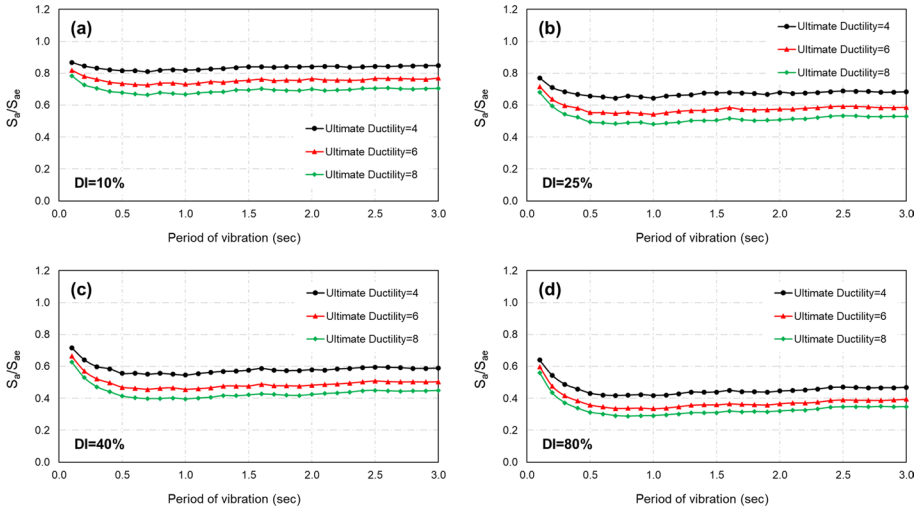 (a)
1.2
1.0
0.8
0.6
0.4
0.2
0.0
Sa/Sae
Ultimate Ductility=4
Ultimate Ductility=6
Ultimate Ductility=8
DI=10%
0.0 0.5 1.0 1.5 2.0 2.5 3.0
Period of vibration (sec)
(b)
1.2
1.0
0.8
0.6
0.4
0.2
0.0
Sa/Sae
Ultimate Ductility=4
Ultimate Ductility=6
Ultimate Ductility=8
DI=25%
0.0 0.5 1.0 1.5 2.0 2.5 3.0
Period of vibration (sec)
(c)
1.2
1.0
0.8
0.6
0.4
0.2
0.0
Sa/Sae
Ultimate Ductility=4
Ultimate Ductility=6
Ultimate Ductility=8
DI=40%
0.0 0.5 1.0 1.5 2.0 2.5 3.0
Period of vibration (sec)
(d)
1.2
1.0
0.8
0.6
0.4
0.2
0.0
Sa/Sae
Ultimate Ductility=4
Ultimate Ductility=6
Ultimate Ductility=8
DI=80%
0.0 0.5 1.0 1.5 2.0 2.5 3.0
Period of vibration (sec)